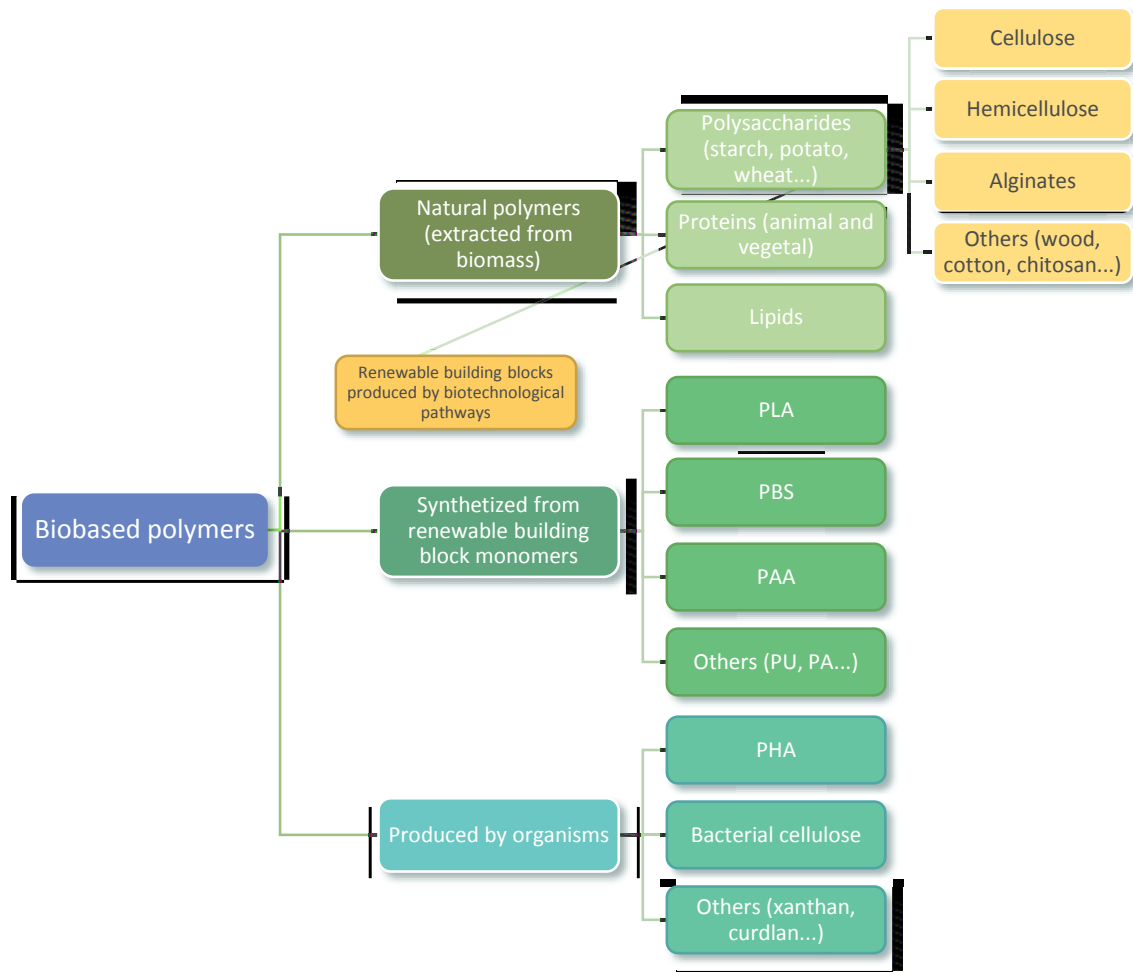 Biobased polymers
Natural polymers
(extracted from
biomass)
Polysaccharides
(starch, potato,
wheat...)
Cellulose
Hemicellulose
Alginates
Others (wood,
cotton, chitosan...)
Proteins (animal and
vegetal)
Lipids
Renewable building blocks
produced by biotechnological
pathways
Synthetized from
renewable building
block monomers
PLA
PBS
PAA
Others (PU, PA...)
Produced by organisms
PHA
Bacterial cellulose
Others (xanthan,
curdlan...)